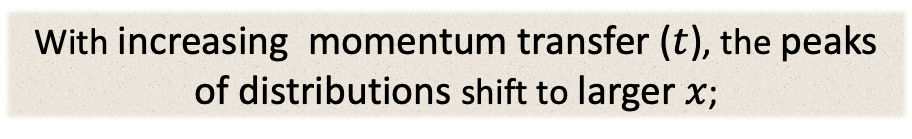 With increasing momentum transfer (t), the peaks
of distributions shift to larger x;